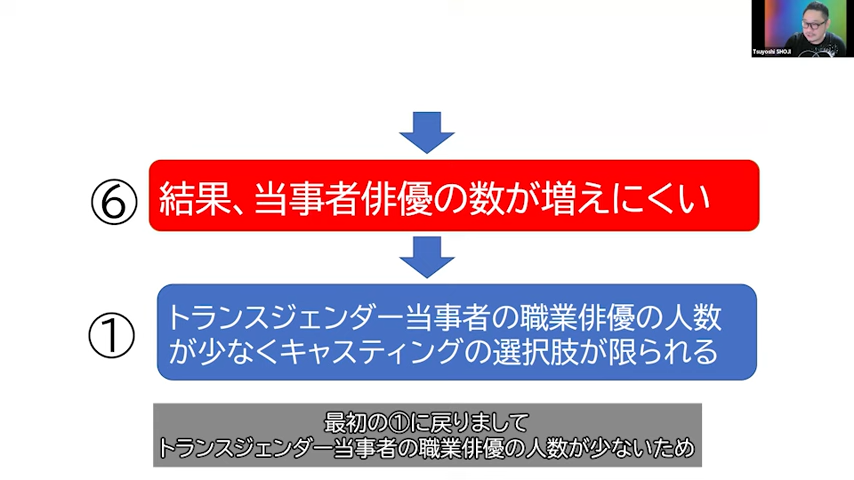 Tsuyoshi SHOJI
⑥ 結果、当事者俳優の数が増えにくい
① トランスジェンダー当事者の職業俳優の人数
が少なくキャスティングの選択肢が限られる
最初の①に戻りまして
トランスジェンダー当事者の職業俳優の人数が少ないため